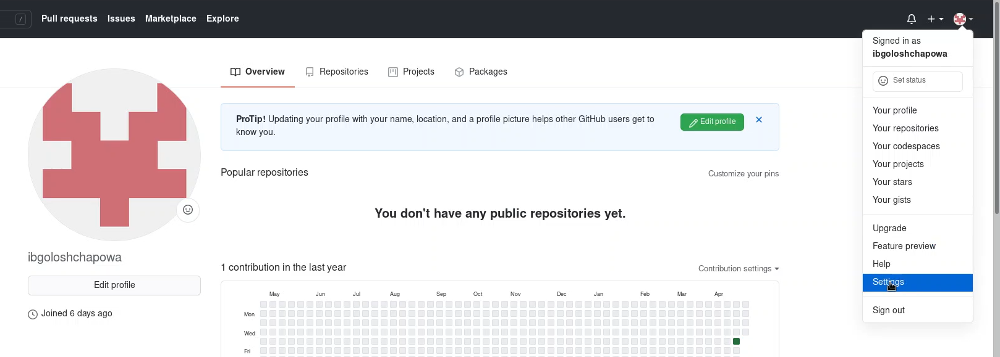 /
Pull requests Issues Marketplace Explore
Signed in as
ibgoloshchapowa
Set status
Your profile
Your repositories
Your codespaces
Your projects
Your stars
Your gists
Upgrade
Feature preview
Help
Settings
Sign out
Overview Repositories Projects Packages
ProTip! Updating your profile with your name, location, and a profile picture helps other GitHub users get to
know you.
Edit profile
Popular repositories
Customize your pins
You don't have any public repositories yet.
ibgoloshchapowa
Edit profile
Joined 6 days ago
1 contribution in the last year
Contribution settings
May Jun Jul Aug Sep Oct Nov Dec Jan Feb Mar Apr
Mon
Wed
Fri